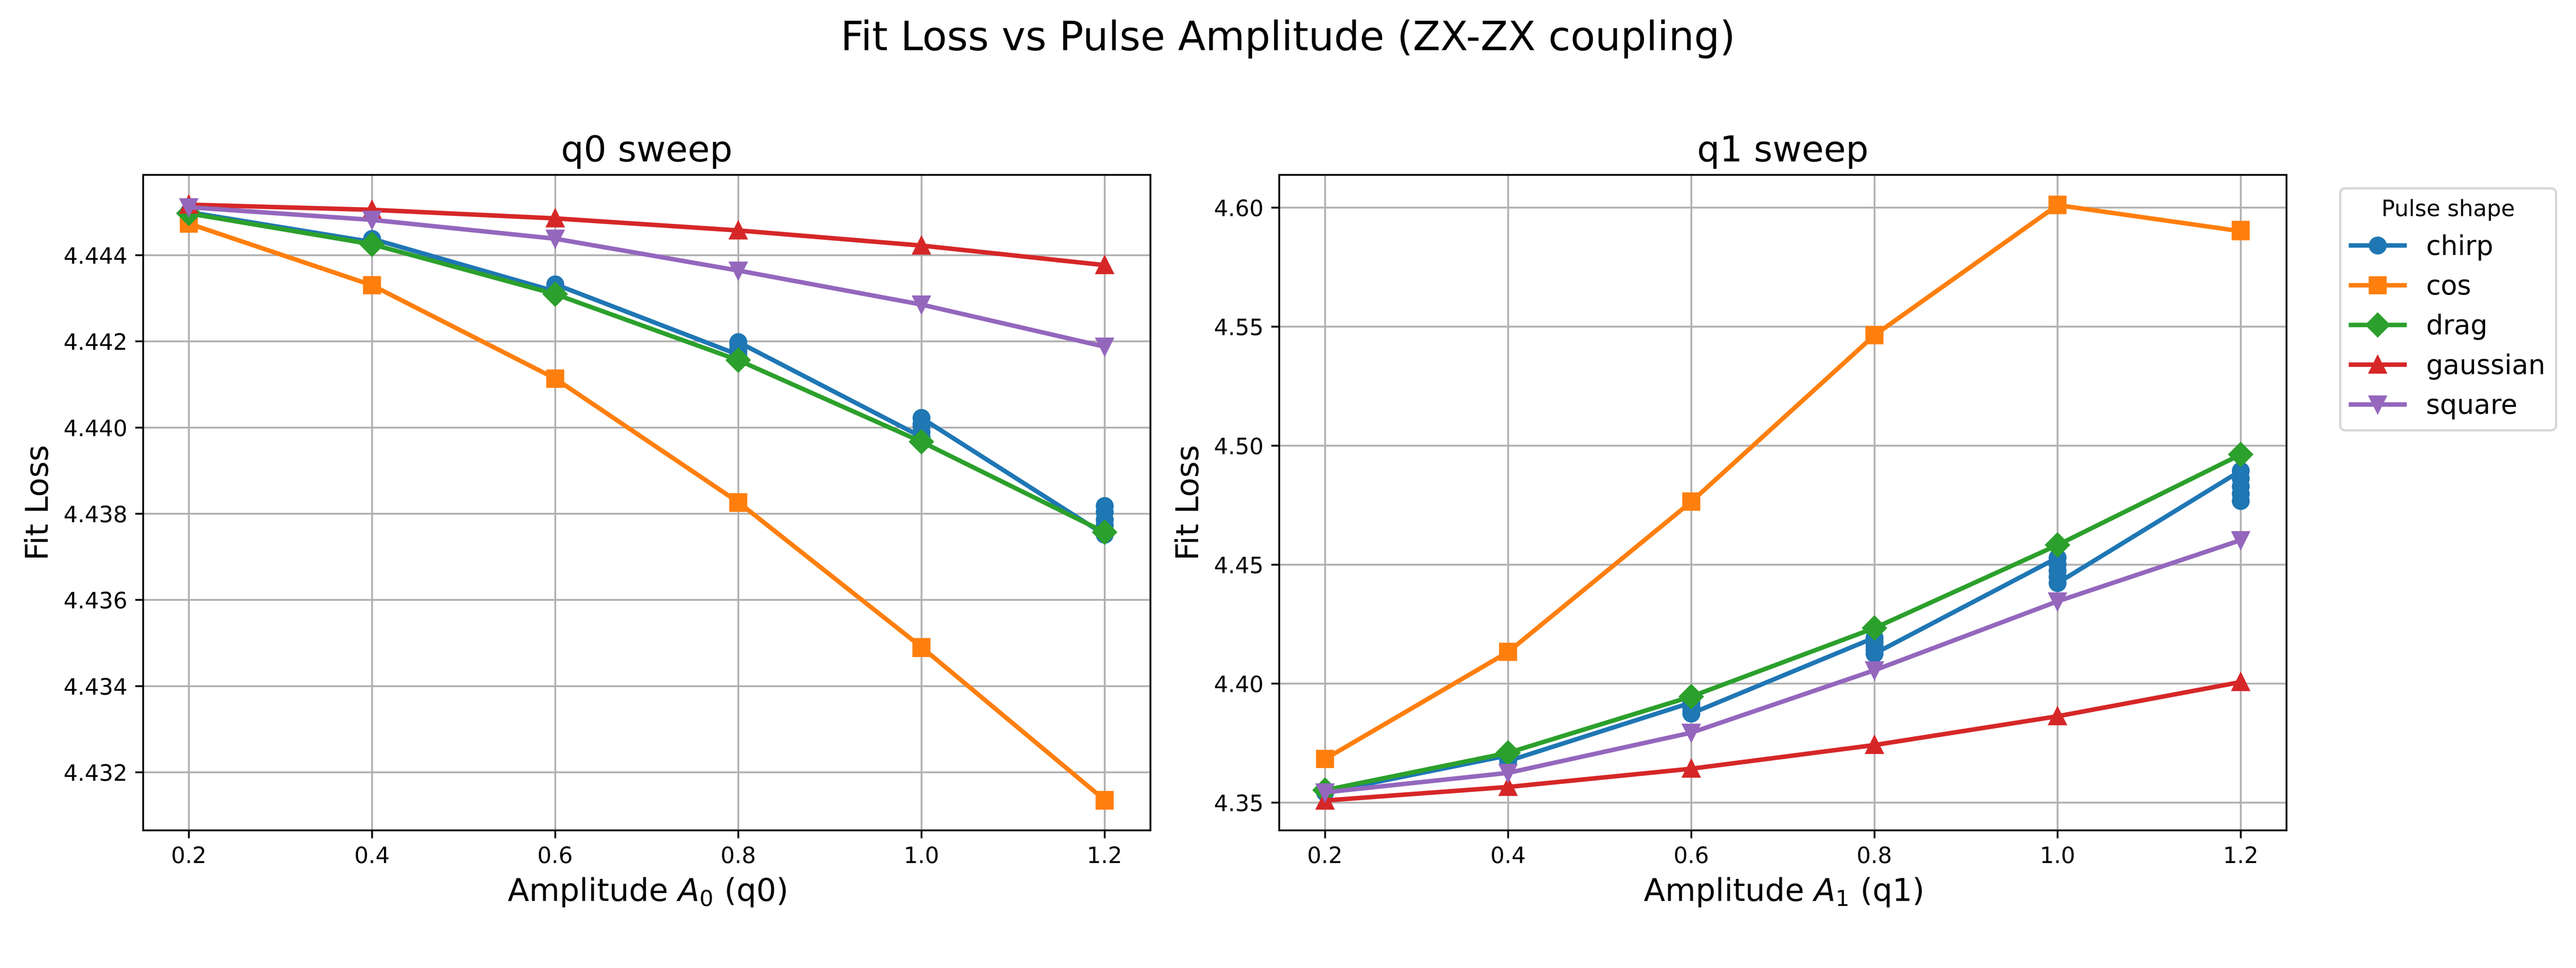 Fit Loss vs Pulse Amplitude (ZX-ZX coupling)
q0 sweep
Fit Loss
4.444
4.442
4.440
4.438
4.436
4.434
4.432
0.2 0.4 0.6 0.8 1.0 1.2
Amplitude A₀ (q0)
q1 sweep
Fit Loss
4.60
4.55
4.50
4.45
4.40
4.35
0.2 0.4 0.6 0.8 1.0 1.2
Amplitude A₁ (q1)
Pulse shape
chirp
cos
drag
gaussian
square